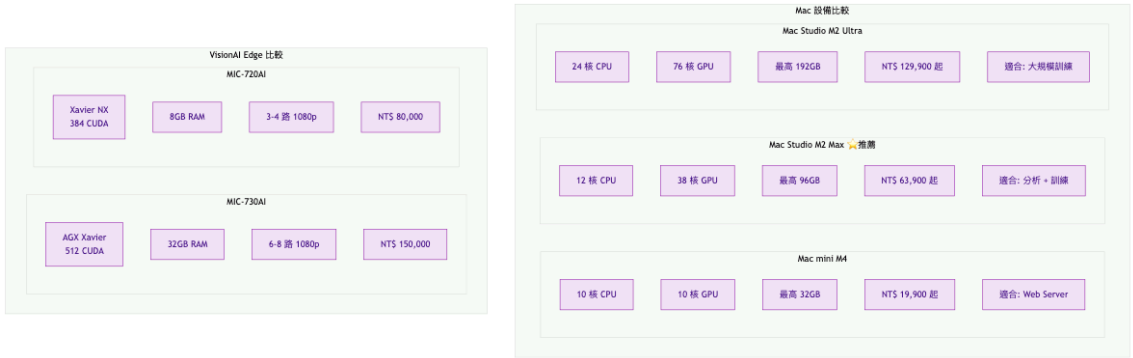 VisionAI Edge 比較
MIC-720AI
Xavier NX
384 CUDA
8GB RAM
3-4 路 1080p
NT$ 80,000
MIC-730AI
AGX Xavier
512 CUDA
32GB RAM
6-8 路 1080p
NT$ 150,000
Mac 設備比較
Mac Studio M2 Ultra
24 核 CPU
76 核 GPU
最高 192GB
NT$ 129,900 起
適合: 大規模訓練
Mac Studio M2 Max ⭐推薦
12 核 CPU
38 核 GPU
最高 96GB
NT$ 63,900 起
適合: 分析 + 訓練
Mac mini M4
10 核 CPU
10 核 GPU
最高 32GB
NT$ 19,900 起
適合: Web Server